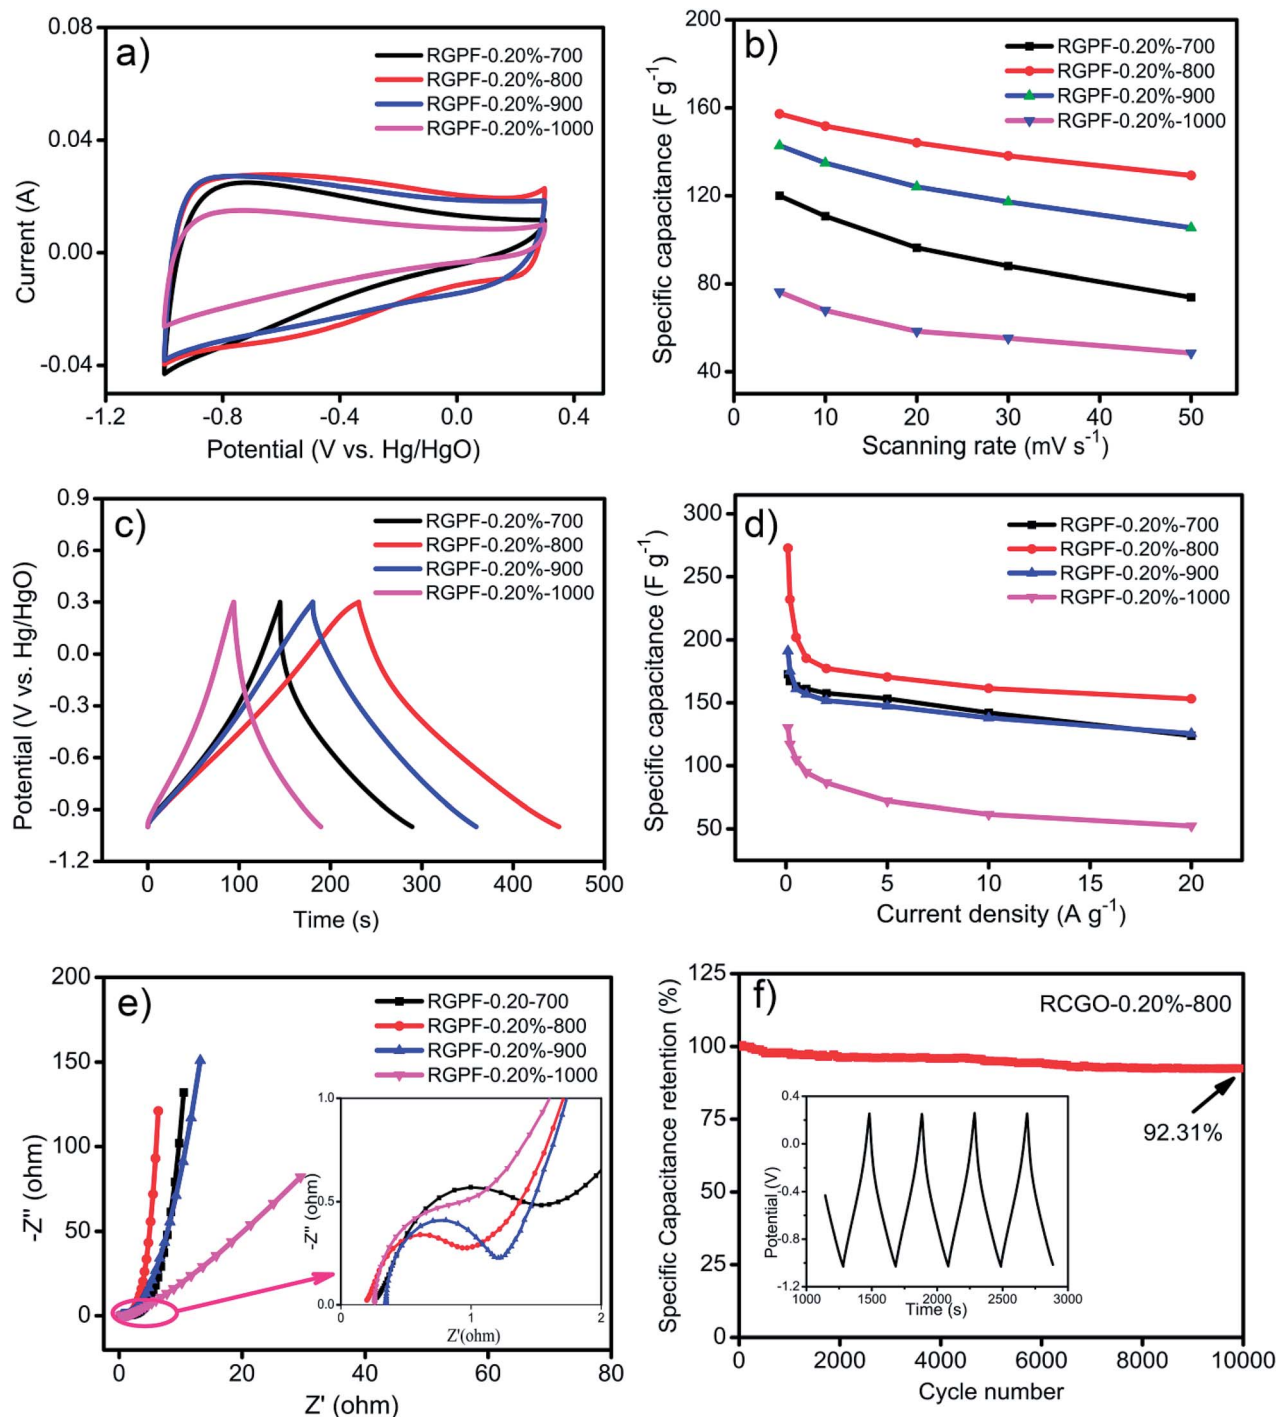 a)
0.08
0.04
0.00
-0.04
Current (A)
RGPF-0.20%-700
RGPF-0.20%-800
RGPF-0.20%-900
RGPF-0.20%-1000
-1.2
-0.8
-0.4
0.0
0.4
Potential (V vs. Hg/HgO)
b)
200
160
120
80
40
Specific capacitance (F g⁻¹)
RGPF-0.20%-700
RGPF-0.20%-800
RGPF-0.20%-900
RGPF-0.20%-1000
0
10
20
30
40
50
Scanning rate (mV s⁻¹)
c)
0.9
0.6
0.3
0.0
-0.3
-0.6
-0.9
-1.2
Potential (V vs. Hg/HgO)
RGPF-0.20%-700
RGPF-0.20%-800
RGPF-0.20%-900
RGPF-0.20%-1000
0
100
200
300
400
500
Time (s)
d)
300
250
200
150
100
50
Specific capacitance (F g⁻¹)
RGPF-0.20%-700
RGPF-0.20%-800
RGPF-0.20%-900
RGPF-0.20%-1000
0
5
10
15
20
Current density (A g⁻¹)
e)
200
150
100
50
0
-Z'' (ohm)
RGPF-0.20-700
RGPF-0.20%-800
RGPF-0.20%-900
RGPF-0.20%-1000
1.0
0.5
0.0
-Z'' (ohm)
0
1
2
Z'(ohm)
0
20
40
60
80
Z' (ohm)
f)
125
100
75
50
25
0
Specific Capacitance retention (%)
RCGO-0.20%-800
92.31%
0.4
0.0
-0.4
-0.8
-1.2
Potential (V)
1000
1500
2000
2500
3000
Time (s)
0
2000
4000
6000
8000
10000
Cycle number